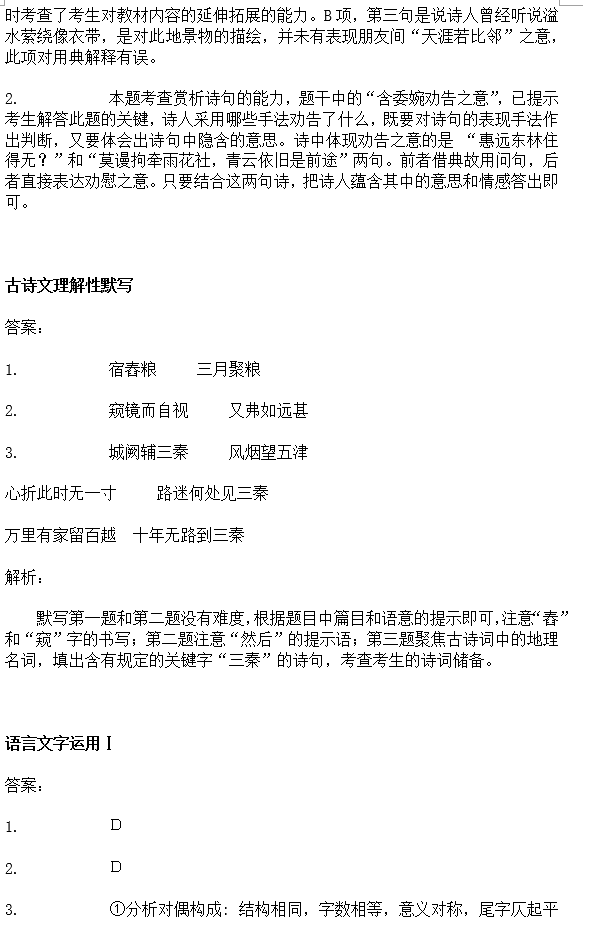 时考查了考生对教材内容的延伸拓展的能力。B 项，第三句是说诗人曾经听说湓
水萦绕像衣带，是对此地景物的描绘，并未有表现朋友间“天涯若比邻”之意，
此项对用典解释有误。
2. 本题考查赏析诗句的能力，题干中的“含委婉劝告之意”，已提示
考生解答此题的关键，诗人采用哪些手法劝告了什么，既要对诗句的表现手法作
出判断，又要体会出诗句中隐含的意思。诗中体现劝告之意的是 “惠远东林住
得无？”和“莫谩拘牵雨花社，青云依旧是前途”两句。前者借典故用问句，后
者直接表达劝慰之意。只要结合这两句诗，把诗人蕴含其中的意思和情感答出即
可。
古诗文理解性默写
答案：
1. 宿舂粮 三月聚粮
2. 窥镜而自视 又弗如远甚
3. 城阙辅三秦 风烟望五津
心折此时无一寸 路迷何处见三秦
万里有家留百越 十年无路到三秦
解析：
默写第一题和第二题没有难度，根据题目中篇目和语意的提示即可，注意“舂”
和“窥”字的书写；第二题注意“然后”的提示语；第三题聚焦古诗词中的地理
名词，填出含有规定的关键字“三秦”的诗句，考查考生的诗词储备。
语言文字运用Ⅰ
答案：
1. D
2. D
3. ①分析对偶构成：结构相同，字数相等，意义对称，尾字仄起平